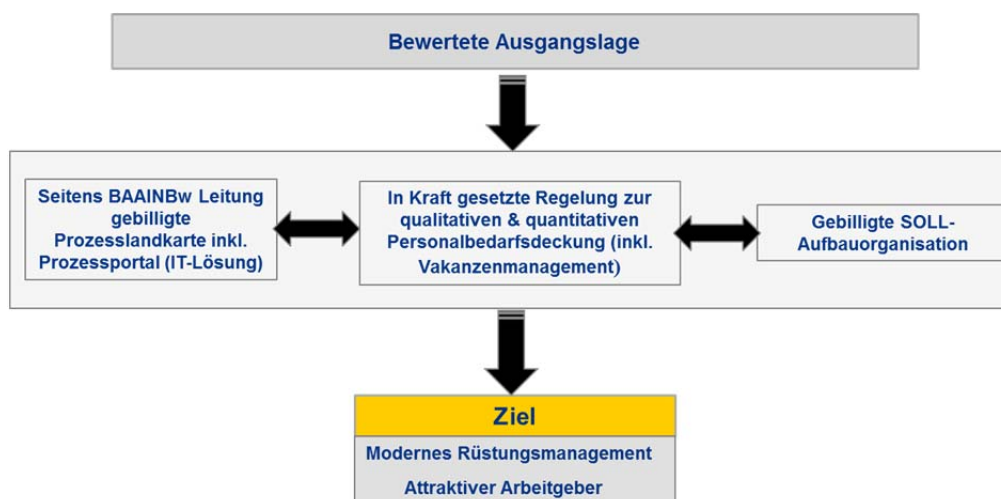 Bewertete Ausgangslage
Seitens BAAINBw Leitung
gebilligte
Prozesslandkarte inkl.
Prozessportal (IT-Lösung)
In Kraft gesetzte Regelung zur
qualitativen & quantitativen
Personalbedarfsdeckung (inkl.
Vakanzenmanagement)
Gebilligte SOLL-
Aufbauorganisation
Ziel
Modernes Rüstungsmanagement
Attraktiver Arbeitgeber